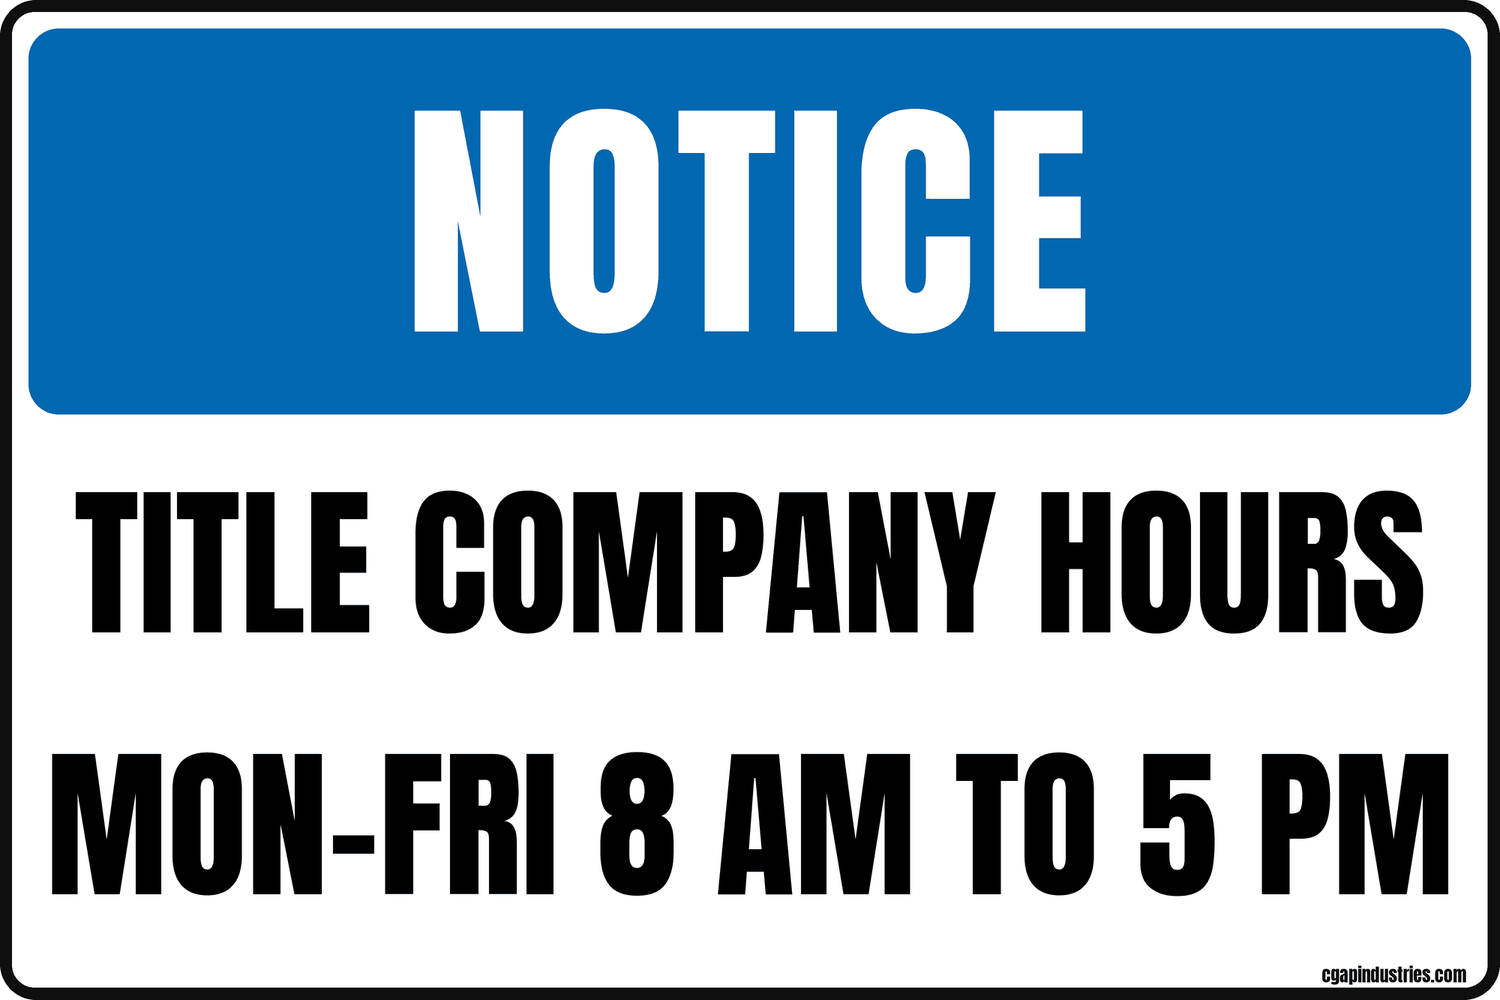 NOTICE
TITLE COMPANY HOURS
MON-FRI 8 AM TO 5 PM
cgapindustries.com